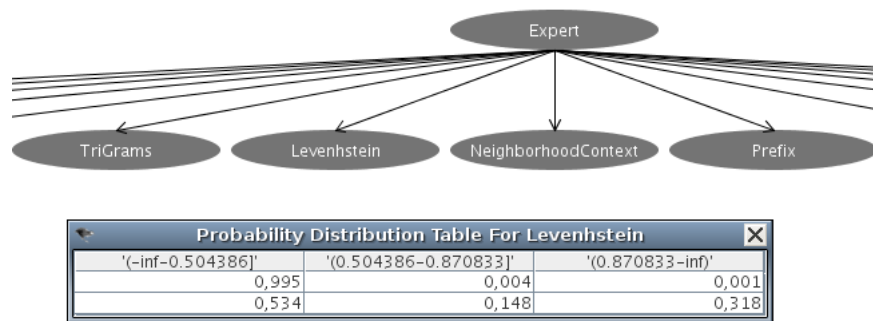 Expert
TriGrams Levenhstein NeighborhoodContext Prefix
Probability Distribution Table For Levenhstein
'(-inf-0.504386]' '(0.504386-0.870833]' '(0.870833-inf)'
0,995 0,004 0,001
0,534 0,148 0,318